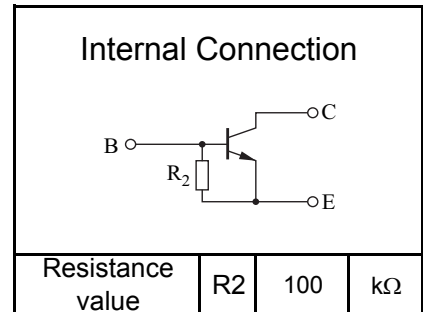 Internal Connection
C
B
R2
E
Resistance value R2 100 kΩ